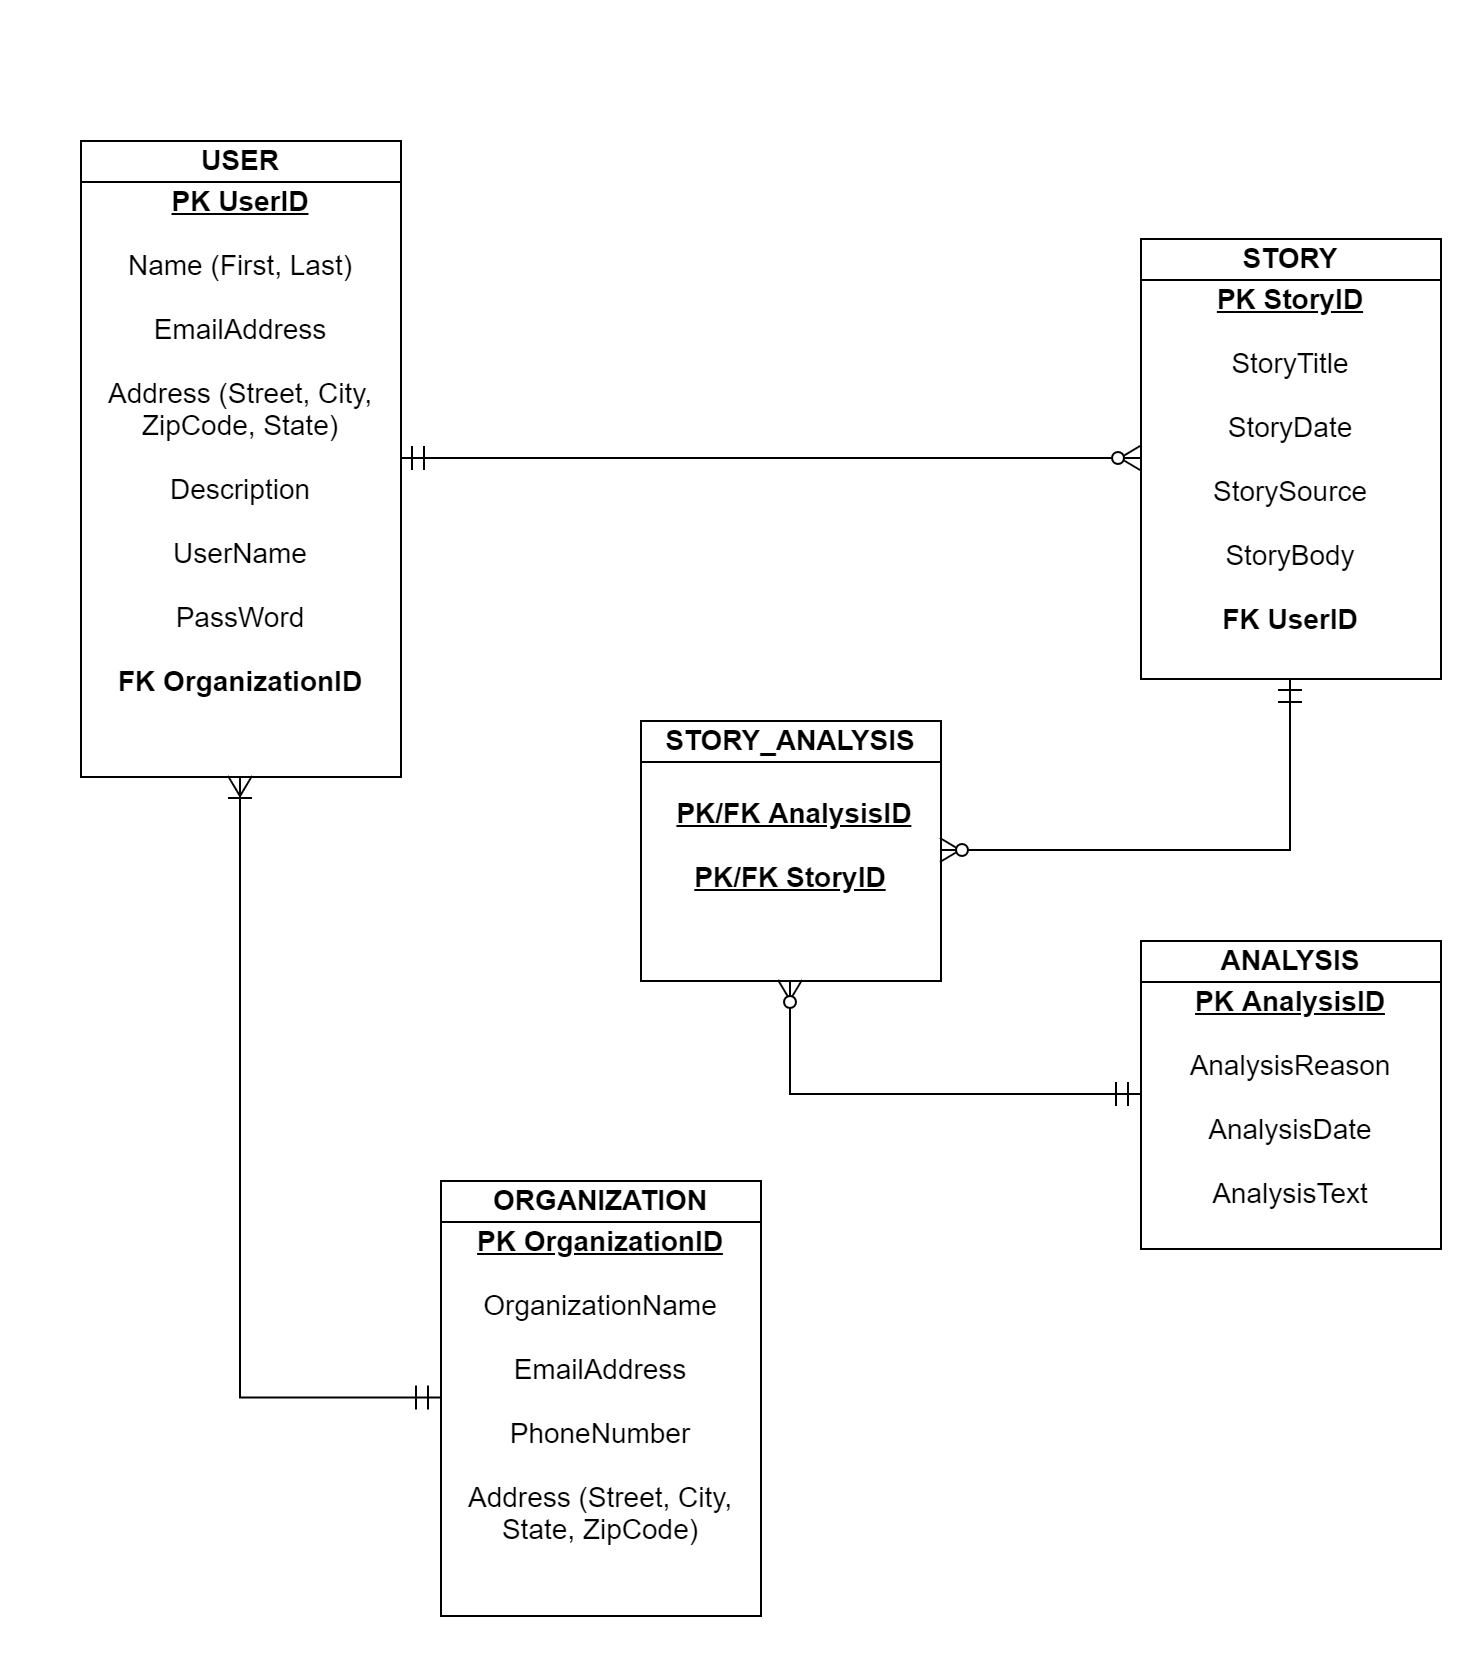 USER
PK UserID
Name (First, Last)
EmailAddress
Address (Street, City,
ZipCode, State)
Description
UserName
PassWord
FK OrganizationID
STORY
PK StoryID
StoryTitle
StoryDate
StorySource
StoryBody
FK UserID
STORY_ANALYSIS
PK/FK AnalysisID
PK/FK StoryID
ANALYSIS
PK AnalysisID
AnalysisReason
AnalysisDate
AnalysisText
ORGANIZATION
PK OrganizationID
OrganizationName
EmailAddress
PhoneNumber
Address (Street, City,
State, ZipCode)